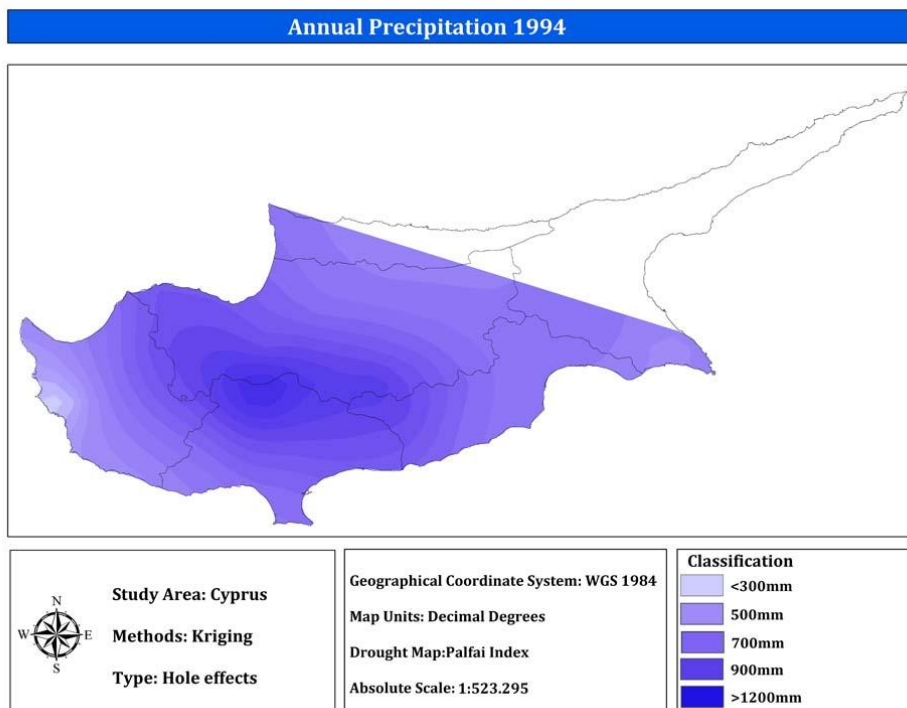 Annual Precipitation 1994
N
W
E
S
Study Area: Cyprus
Methods: Kriging
Type: Hole effects
Geographical Coordinate System: WGS 1984
Map Units: Decimal Degrees
Drought Map:Palfai Index
Absolute Scale: 1:523.295
Classification
<300mm
500mm
700mm
900mm
>1200mm